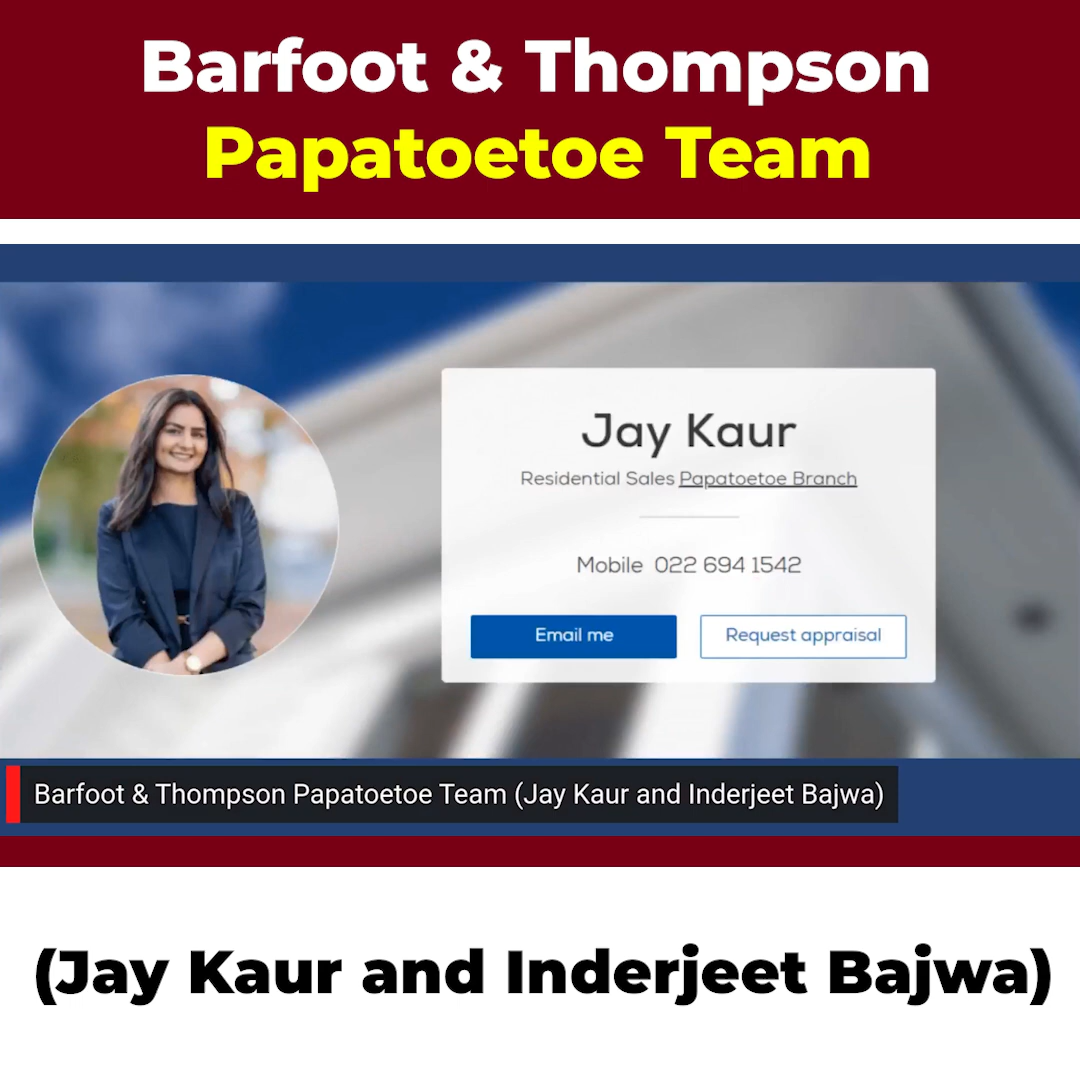 Barfoot & Thompson
Papatoetoe Team
Jay Kaur
Residential Sales Papatoetoe Branch
Mobile 022 694 1542
Email me
Request appraisal
Barfoot & Thompson Papatoetoe Team (Jay Kaur and Inderjeet Bajwa)
(Jay Kaur and Inderjeet Bajwa)